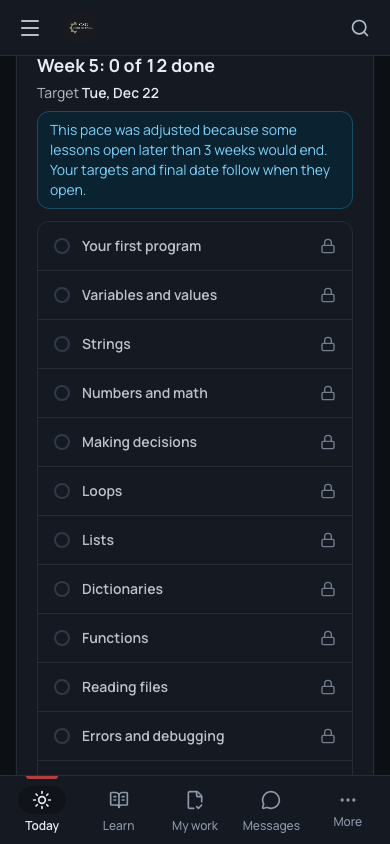 Week 5: 0 of 12 done
Target Tue, Dec 22
This pace was adjusted because some
lessons open later than 3 weeks would end.
Your targets and final date follow when they
open.
Your first program
Variables and values
Strings
Numbers and math
Making decisions
Loops
Lists
Dictionaries
Functions
Reading files
Errors and debugging
Today
Learn
My work
Messages
More